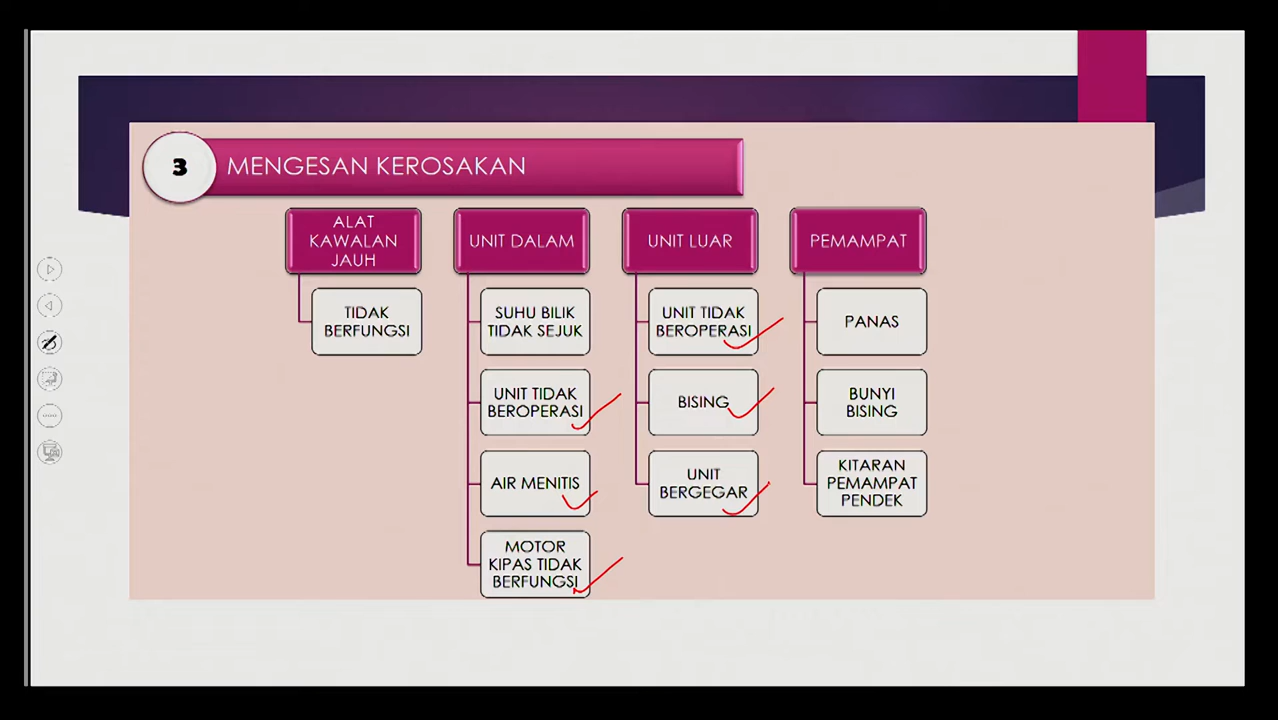 3
MENGESAN KEROSAKAN
ALAT
KAWALAN
JAUH
TIDAK
BERFUNGSI
UNIT DALAM
SUHU BILIK
TIDAK SEJUK
UNIT TIDAK
BEROPERASI
AIR MENITIS
MOTOR
KIPAS TIDAK
BERFUNGSI
UNIT LUAR
UNIT TIDAK
BEROPERASI
BISING
UNIT
BERGEGAR
PEMAMPAT
PANAS
BUNYI
BISING
KITARAN
PEMAMPAT
PENDEK